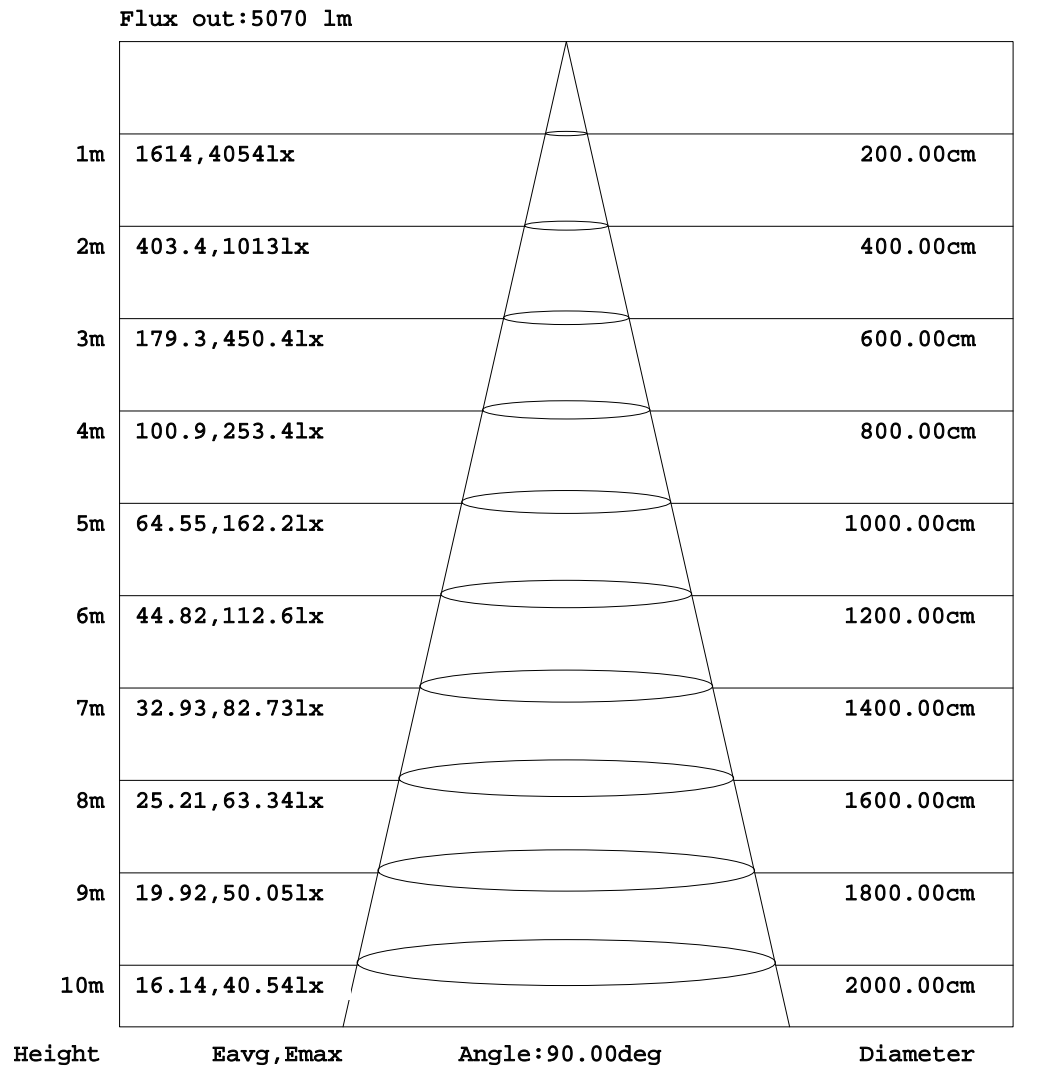 Flux out:5070 lm
1m 1614,4054lx 200.00cm
2m 403.4,1013lx 400.00cm
3m 179.3,450.4lx 600.00cm
4m 100.9,253.4lx 800.00cm
5m 64.55,162.2lx 1000.00cm
6m 44.82,112.6lx 1200.00cm
7m 32.93,82.73lx 1400.00cm
8m 25.21,63.34lx 1600.00cm
9m 19.92,50.05lx 1800.00cm
10m 16.14,40.54lx 2000.00cm
Height Eavg,Emax Angle:90.00deg Diameter